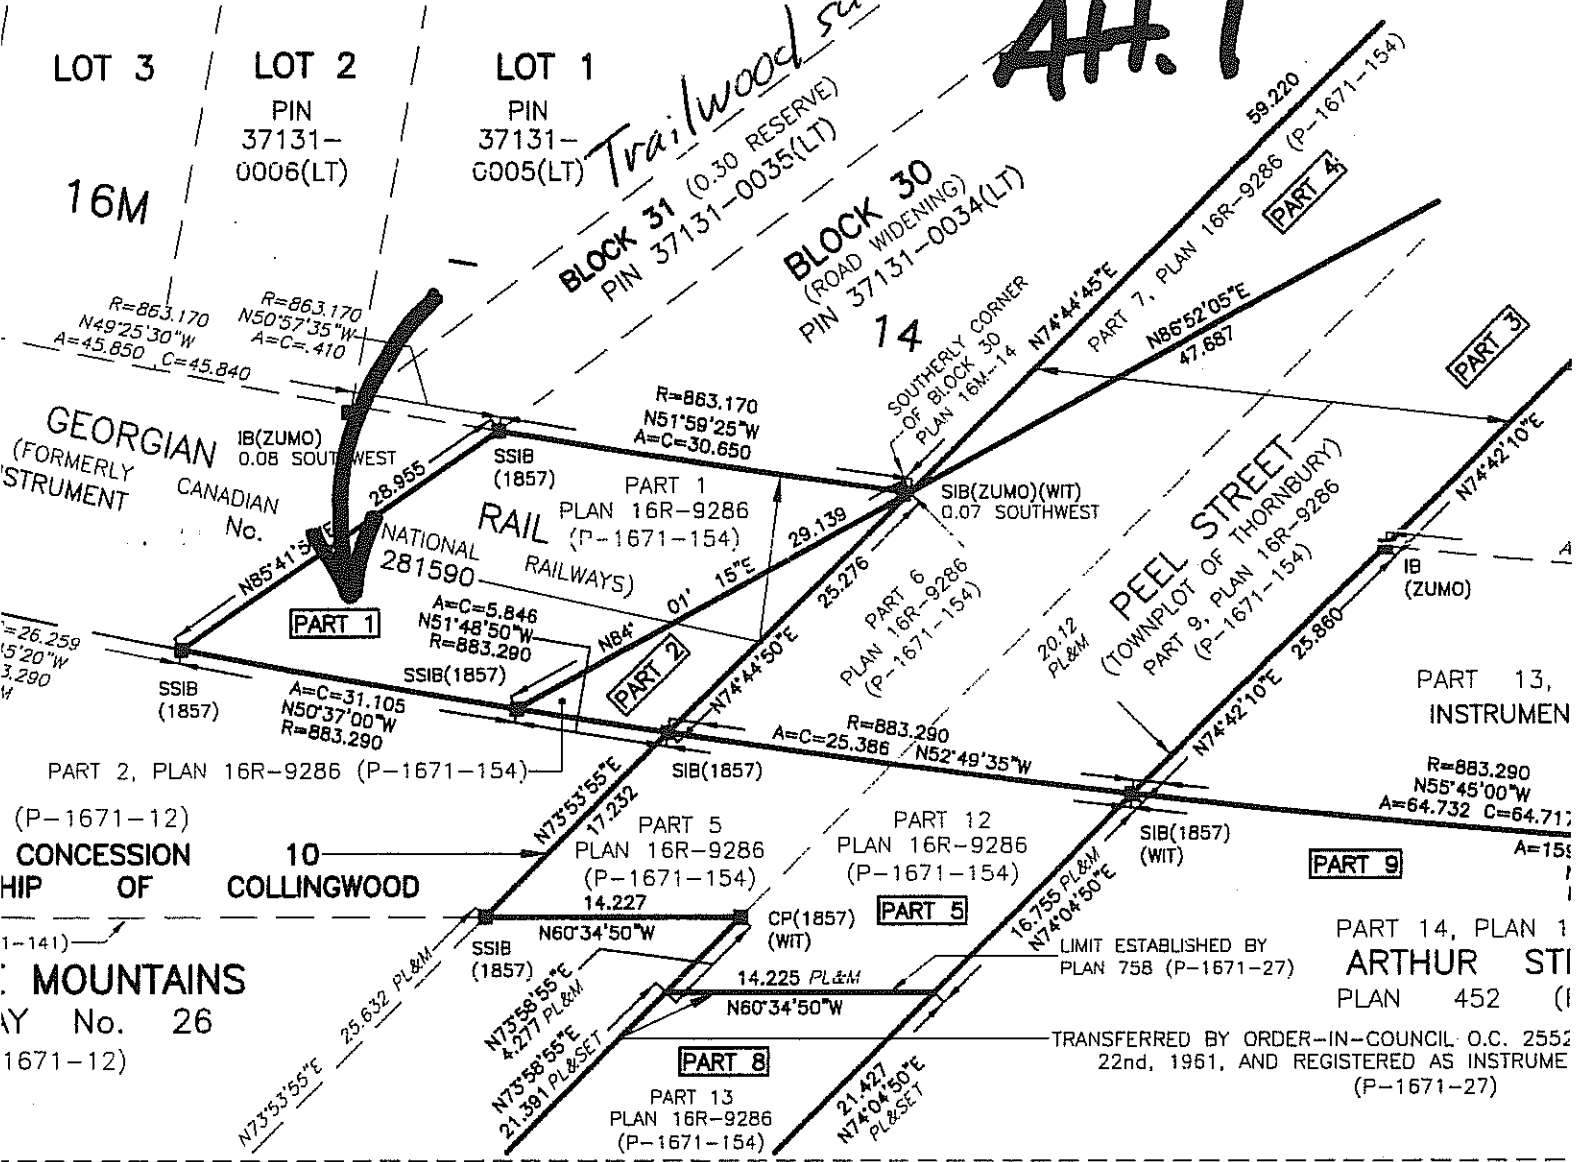 Trailwood
Att. 1
LOT 3
LOT 2
LOT 1
PIN
37131-
0006(LT)
PIN
37131-
0005(LT)
16M
BLOCK 31 (0.30 RESERVE)
PIN 37131-0035(LT)
BLOCK 30
(ROAD WIDENING)
PIN 37131-0034(LT)
14
59.220
PART 7, PLAN 16R-9286 (P-1671-154)
PART 4
N74°44'45"E
N86°52'05"E
47.687
PART 3
SOUTHERLY CORNER
OF BLOCK 30
PLAN 16M-14
R=863.170
N49°25'30"W
A=45.850 C=45.840
R=863.170
N50°57'35"W
A=C=.410
R=863.170
N51°59'25"W
A=C=30.650
GEORGIAN
(FORMERLY CANADIAN
NATIONAL
RAILWAYS)
STRUMENT No.
281590
RAIL
IB(ZUMO)
0.08 SOUTHWEST
28.955
SSIB
(1857)
PART 1
PLAN 16R-9286
(P-1671-154)
SIB(ZUMO)(WIT)
0.07 SOUTHWEST
29.139
25.276
N84° 01' 15"E
PART 1
PART 2
A=C=5.846
N51°48'50"W
R=883.290
SSIB(1857)
N74°44'50"E
PART 6
PLAN 16R-9286
(P-1671-154)
PEEL STREET
(TOWNPLOT OF THORNBURY)
PART 9, PLAN 16R-9286
(P-1671-154)
20.12
PL&M
N74°42'10"E
IB
(ZUMO)
25.860
N74°42'10"E
=26.259
5'20"W
3.290
SSIB
(1857)
A=C=31.105
N50°37'00"W
R=883.290
PART 2, PLAN 16R-9286 (P-1671-154)
SIB(1857)
R=883.290
A=C=25.386 N52°49'35"W
PART 13,
INSTRUMEN
R=883.290
N55°45'00"W
A=64.732 C=64.717
A=159
SIB(1857)
(WIT)
PART 9
(P-1671-12)
CONCESSION 10
HIP OF COLLINGWOOD
N73°53'55"E
17.232
PART 5
PLAN 16R-9286
(P-1671-154)
PART 12
PLAN 16R-9286
(P-1671-154)
PART 5
14.227
N60°34'50"W
SSIB
(1857)
CP(1857)
(WIT)
16.755 PL&M
N74°04'50"E
1-141)
E MOUNTAINS
AY No. 26
1671-12)
N73°53'55"E 25.632 PL&M
N73°58'55"E
4.277 PL&M
N73°58'55"E
21.391 PL&SET
14.225 PL&M
N60°34'50"W
LIMIT ESTABLISHED BY
PLAN 758 (P-1671-27)
PART 14, PLAN 1
ARTHUR ST
PLAN 452
TRANSFERRED BY ORDER-IN-COUNCIL O.C. 2552
22nd, 1961, AND REGISTERED AS INSTRUME
(P-1671-27)
PART 8
PART 13
PLAN 16R-9286
(P-1671-154)
21.427
N74°04'50"E
PL&SET